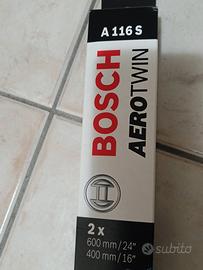 A 116 S
BOSCH
AEROTWIN
2 x
600 mm/24"
400 mm/16"
subito